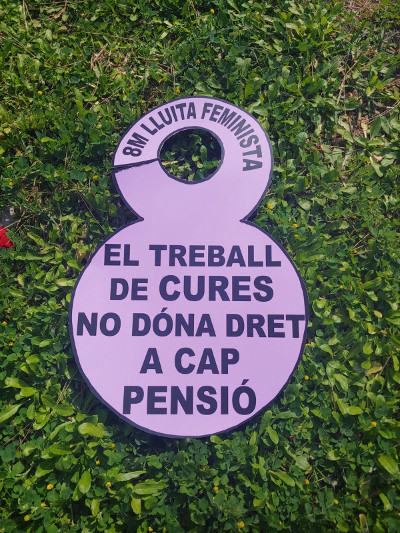 8M LLUITA FEMINISTA
EL TREBALL
DE CURES
NO DÓNA DRET
A CAP
PENSIÓ